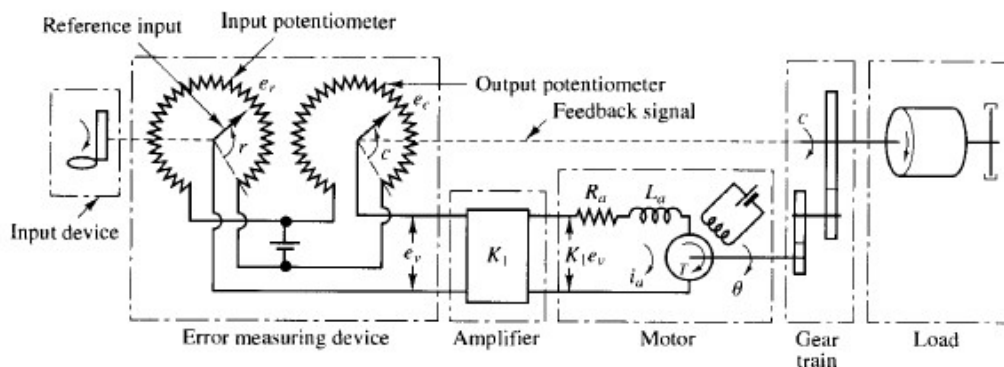 Reference input
Input potentiometer
e_r
Output potentiometer
e_c
Feedback signal
r
c
C
Input device
e_v
K_1
K_1e_v
R_a
L_a
i_a
T
θ
Error measuring device
Amplifier
Motor
Gear
train
Load